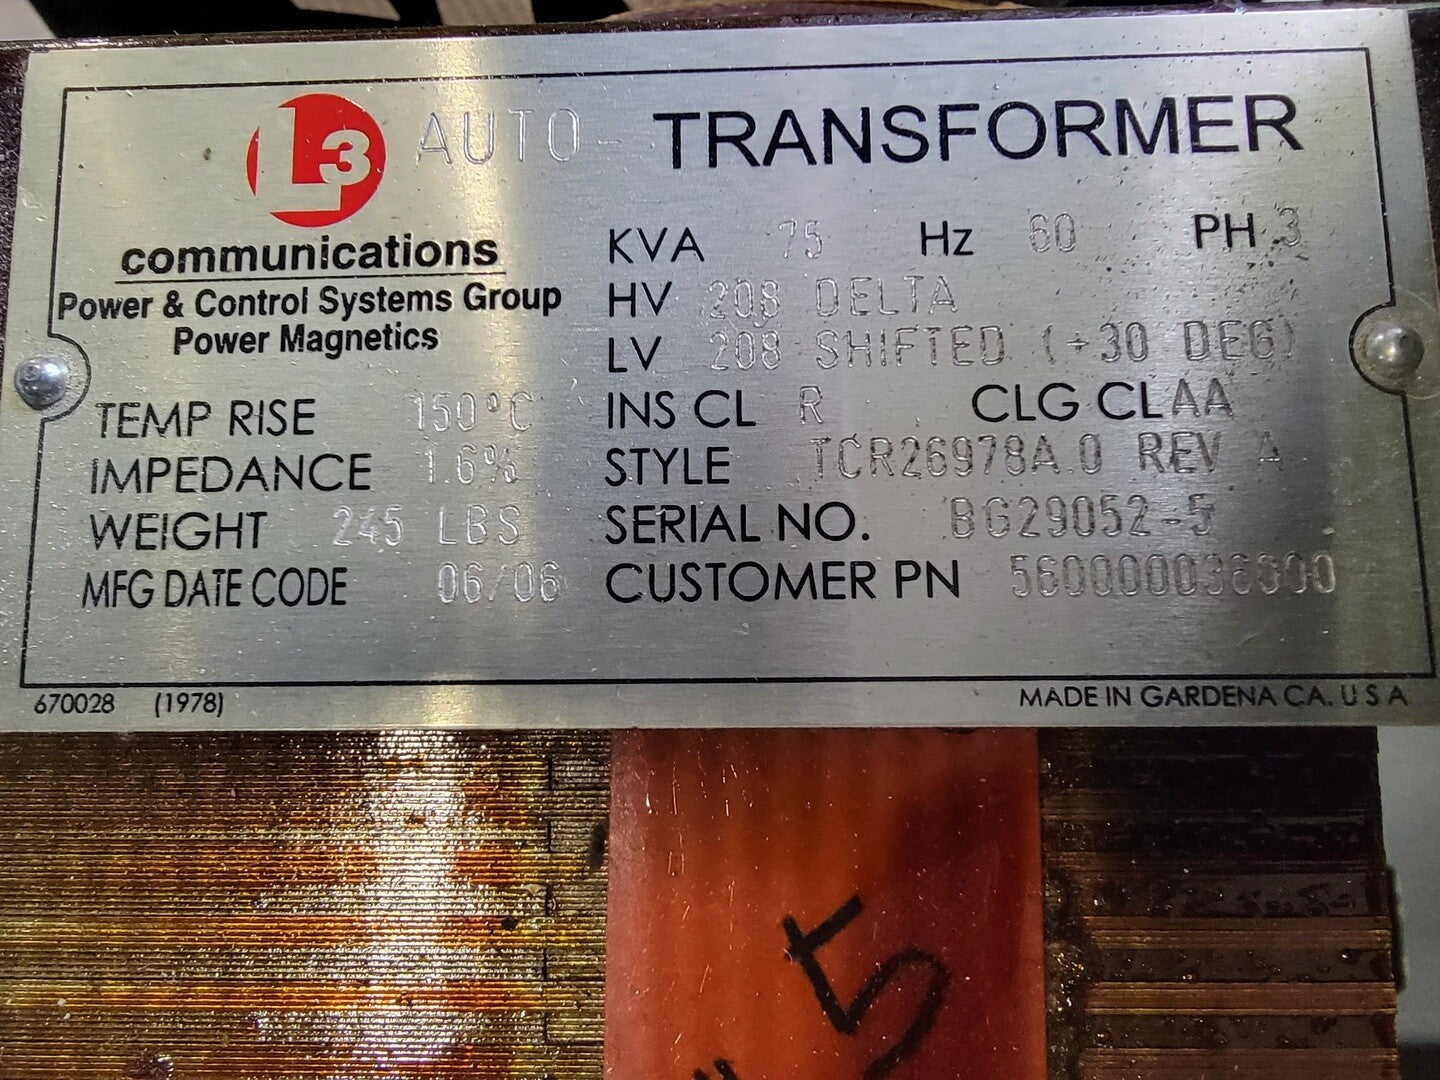 L3 AUTO- TRANSFORMER
communications
Power & Control Systems Group
Power Magnetics
KVA 75 Hz 60 PH 3
HV 208 DELTA
LV 208 SHIFTED (+30 DEG)
TEMP RISE 150°C INS CL R CLG CL AA
IMPEDANCE 1.6% STYLE TCR26978A.0 REV A
WEIGHT 245 LBS SERIAL NO. BG29052-5
MFG DATE CODE 06/06 CUSTOMER PN
670028 (1978) MADE IN GARDENA CA. U S A
5